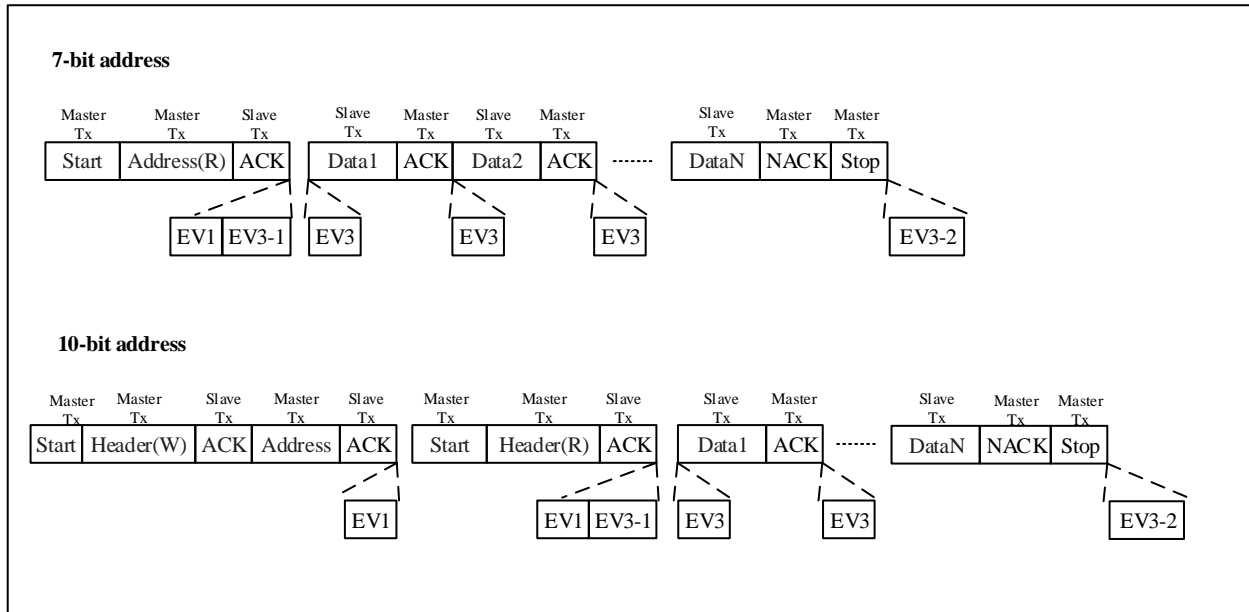 7-bit address
Master Tx Master Tx Slave Tx Slave Tx Master Tx Slave Tx Master Tx Slave Tx Master Tx Master Tx
Start Address(R) ACK Data1 ACK Data2 ACK ........ DataN NACK Stop
EV1 EV3-1 EV3 EV3 EV3 EV3-2
10-bit address
Master Tx Master Tx Slave Tx Master Tx Slave Tx Master Tx Master Tx Slave Tx Slave Tx Master Tx Slave Tx Master Tx Master Tx
Start Header(W) ACK Address ACK Start Header(R) ACK Data1 ACK ........ DataN NACK Stop
EV1 EV1 EV3-1 EV3 EV3 EV3-2